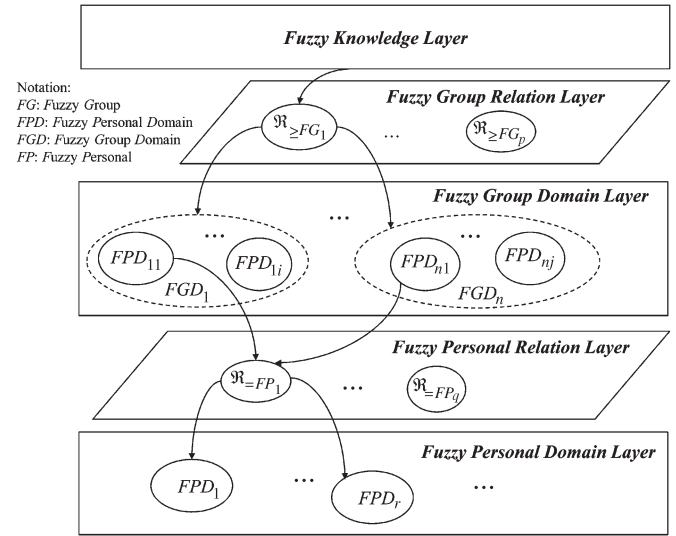 Fuzzy Knowledge Layer
Notation:
FG: Fuzzy Group
FPD: Fuzzy Personal Domain
FGD: Fuzzy Group Domain
FP: Fuzzy Personal
Fuzzy Group Relation Layer
ℜ≥FG₁ ... ℜ≥FGₚ
Fuzzy Group Domain Layer
...
... ...
FPD₁₁ FPD₁ᵢ FPDₙ₁ FPDₙⱼ
FGD₁ FGDₙ
Fuzzy Personal Relation Layer
ℜ=FP₁ ... ℜ=FP_q
Fuzzy Personal Domain Layer
FPD₁ ... FPDᵣ ...